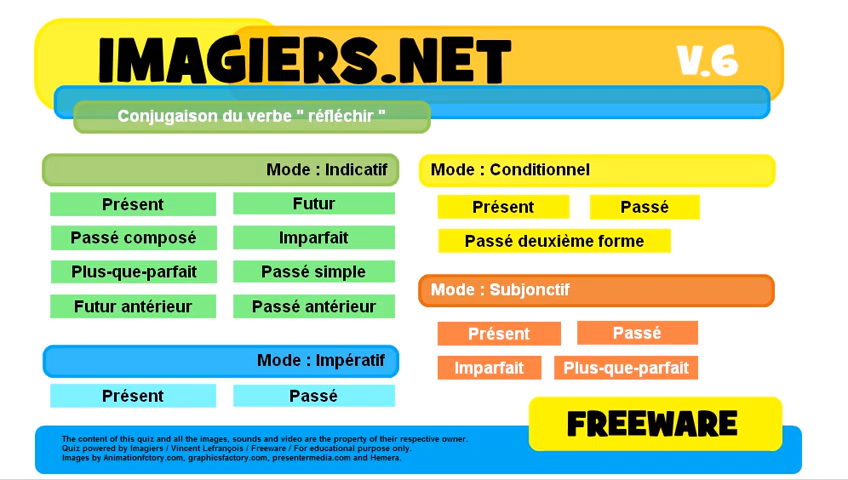 IMAGIERS.NET
V.6
Conjugaison du verbe " réfléchir "
Mode : Indicatif
Présent
Futur
Passé composé
Imparfait
Plus-que-parfait
Passé simple
Futur antérieur
Passé antérieur
Mode : Impératif
Présent
Passé
Mode : Conditionnel
Présent
Passé
Passé deuxième forme
Mode : Subjonctif
Présent
Passé
Imparfait
Plus-que-parfait
FREEWARE
The content of this quiz and all the images, sounds and video are the property of their respective owner.
Quiz powered by Imagiers / Vincent Lefrançois / Freeware / For educational purpose only.
Images by Animationfctory.com, graphicsfactory.com, presentermedia.com and Hemera.